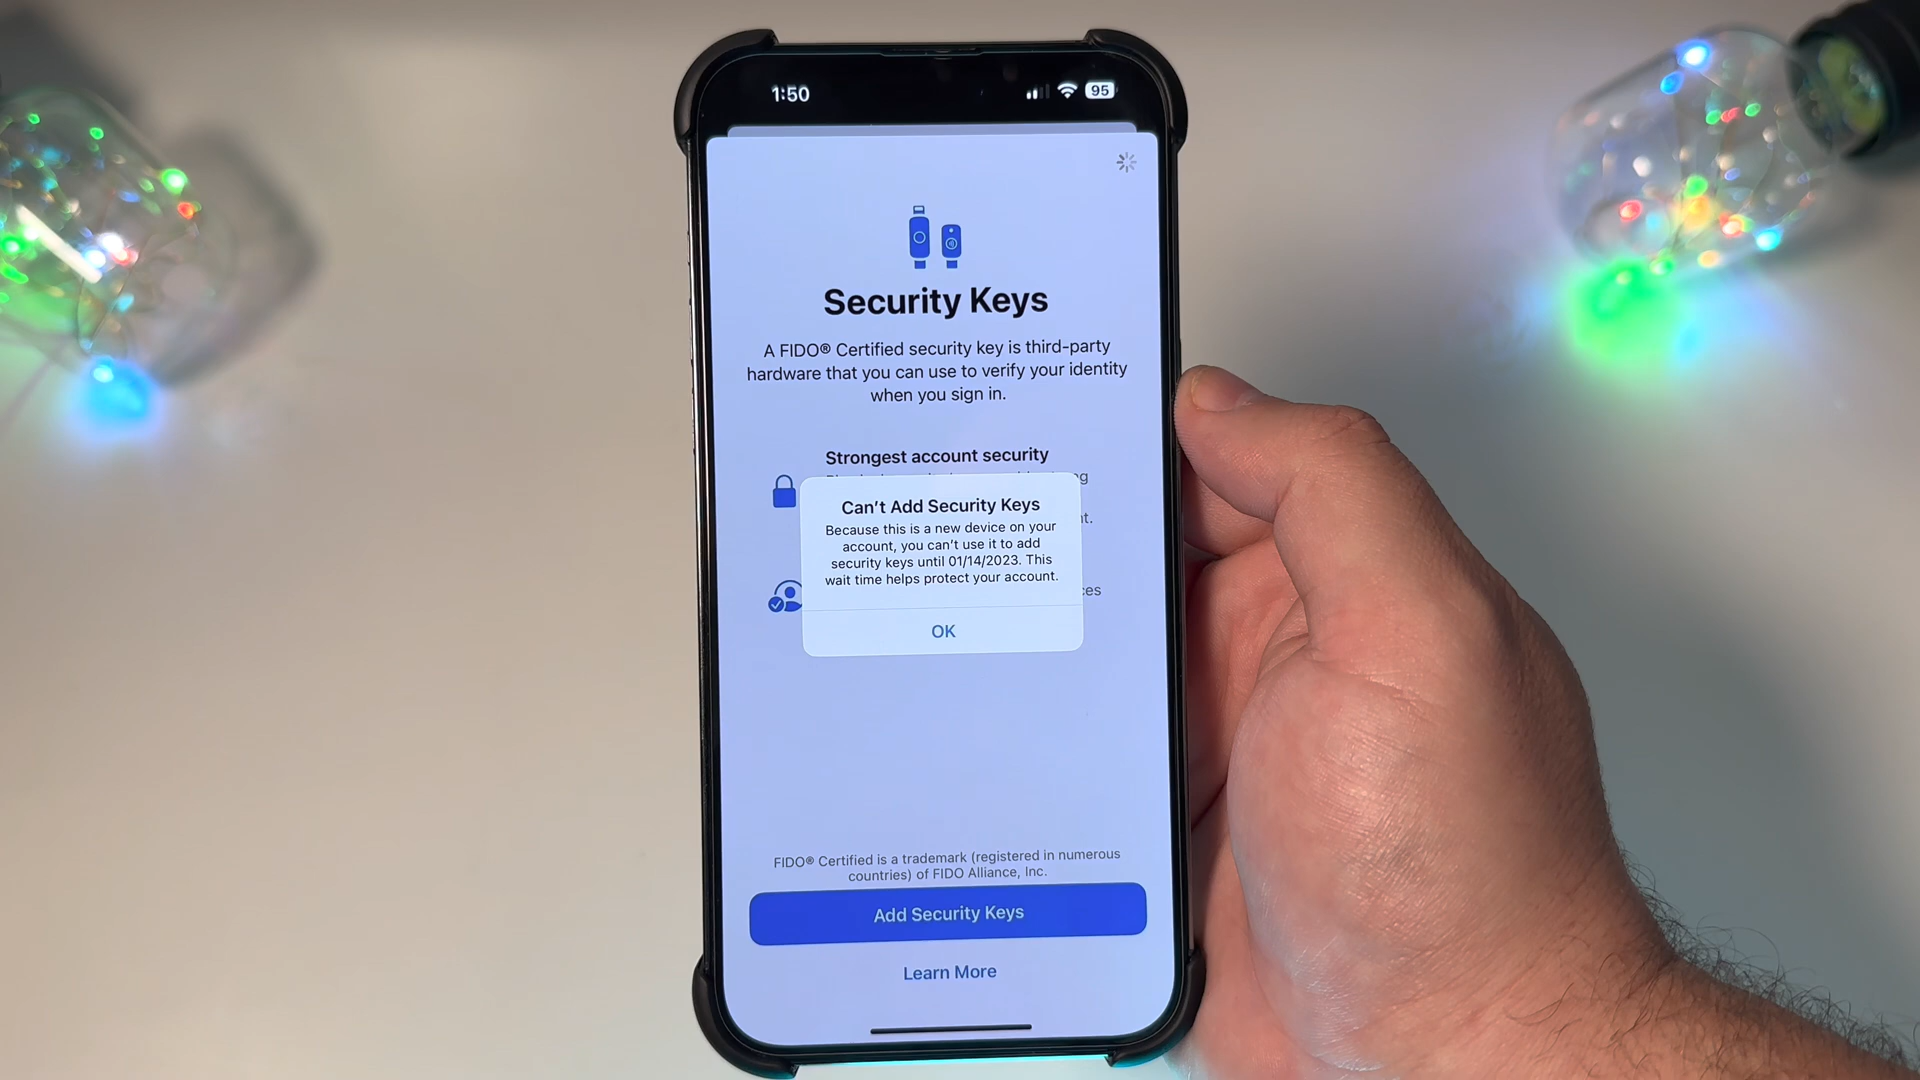 1:50
95
Security Keys
A FIDO® Certified security key is third-party
hardware that you can use to verify your identity
when you sign in.
Strongest account security
Can't Add Security Keys
Because this is a new device on your
account, you can't use it to add
security keys until 01/14/2023. This
wait time helps protect your account.
OK
FIDO® Certified is a trademark (registered in numerous
countries) of FIDO Alliance, Inc.
Add Security Keys
Learn More